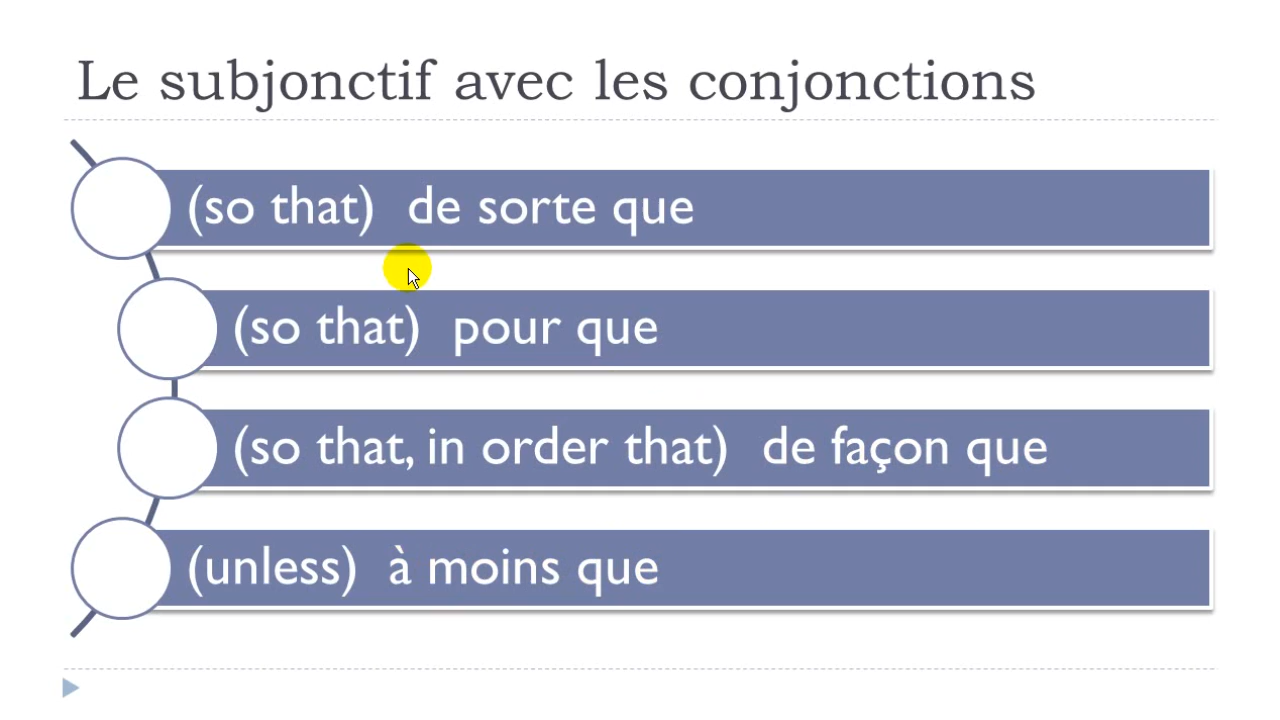 Le subjonctif avec les conjonctions
(so that) de sorte que
(so that) pour que
(so that, in order that) de façon que
(unless) à moins que